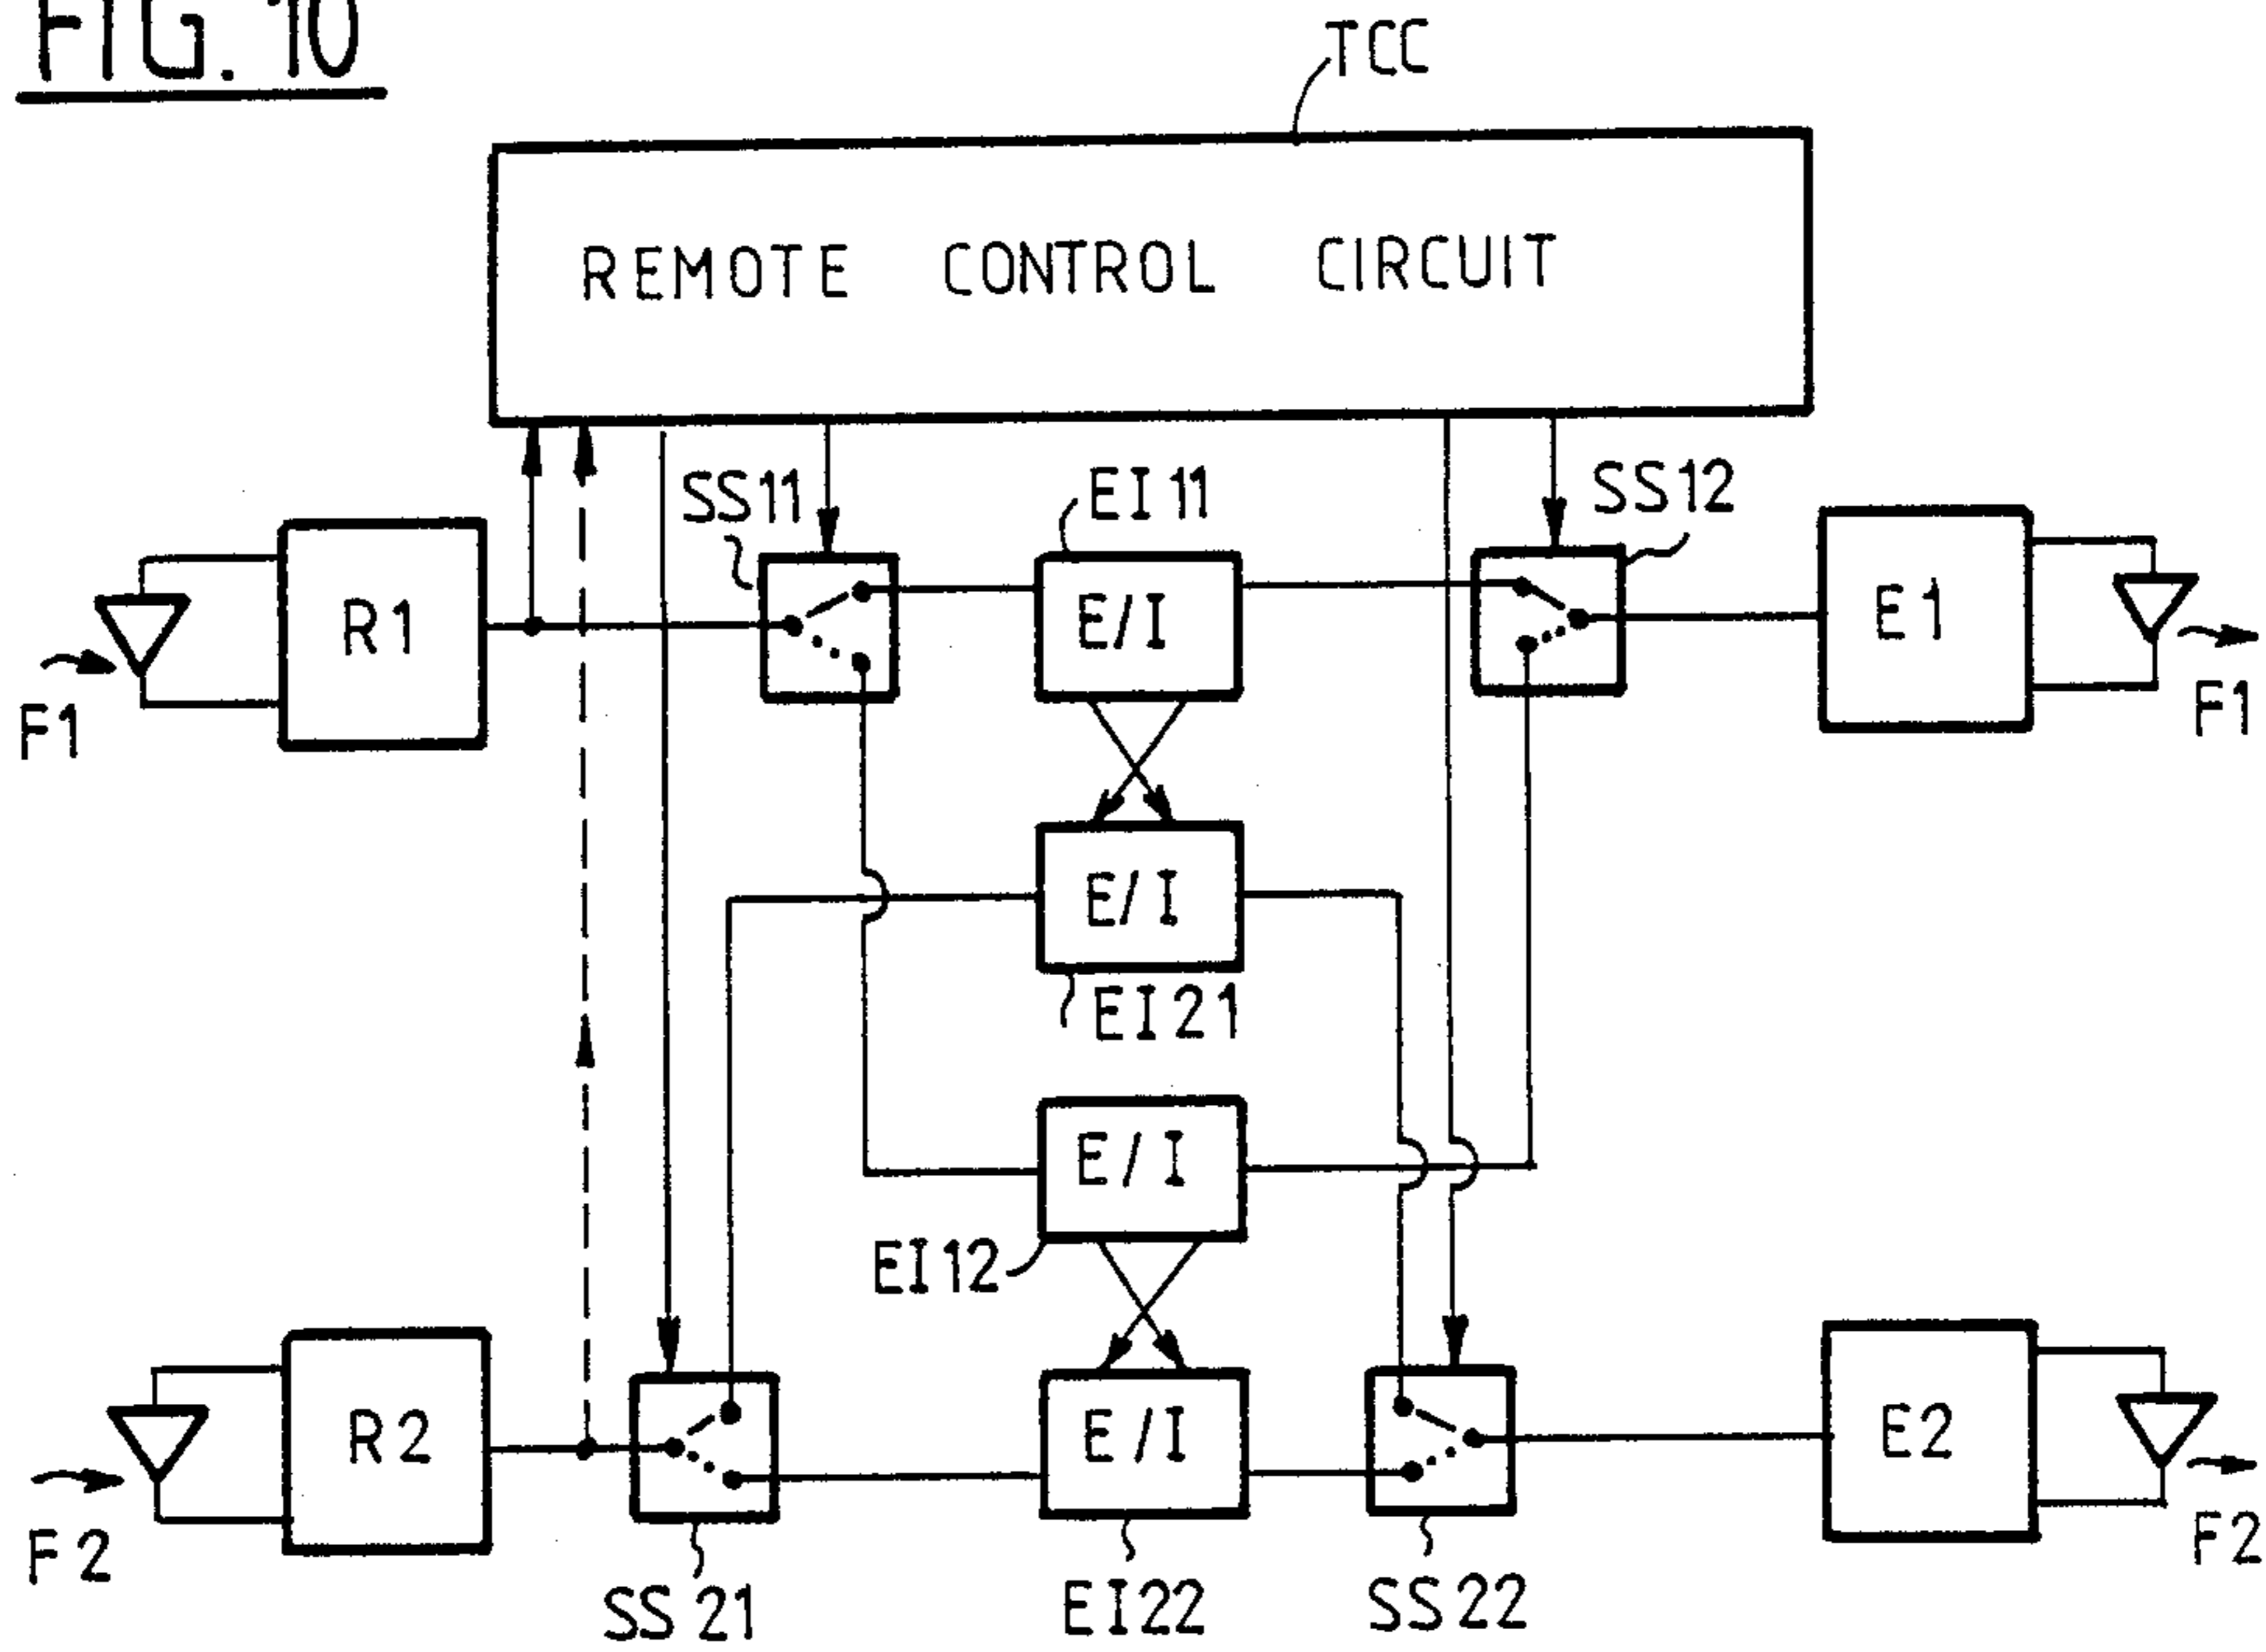 FIG. 10
TCC
REMOTE CONTROL CIRCUIT
SS11
EI11
SS12
R1
E/I
E1
F1
F1
E/I
EI21
E/I
EI12
R2
E/I
E2
F2
F2
SS21
EI22
SS22